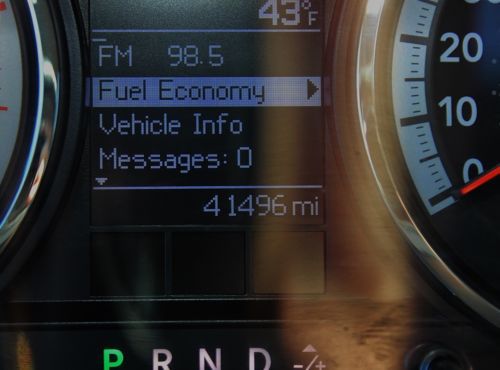 43°F
FM 98.5
Fuel Economy
Vehicle Info
Messages: 0
41496 mi
20
10
0
P R N D -/+